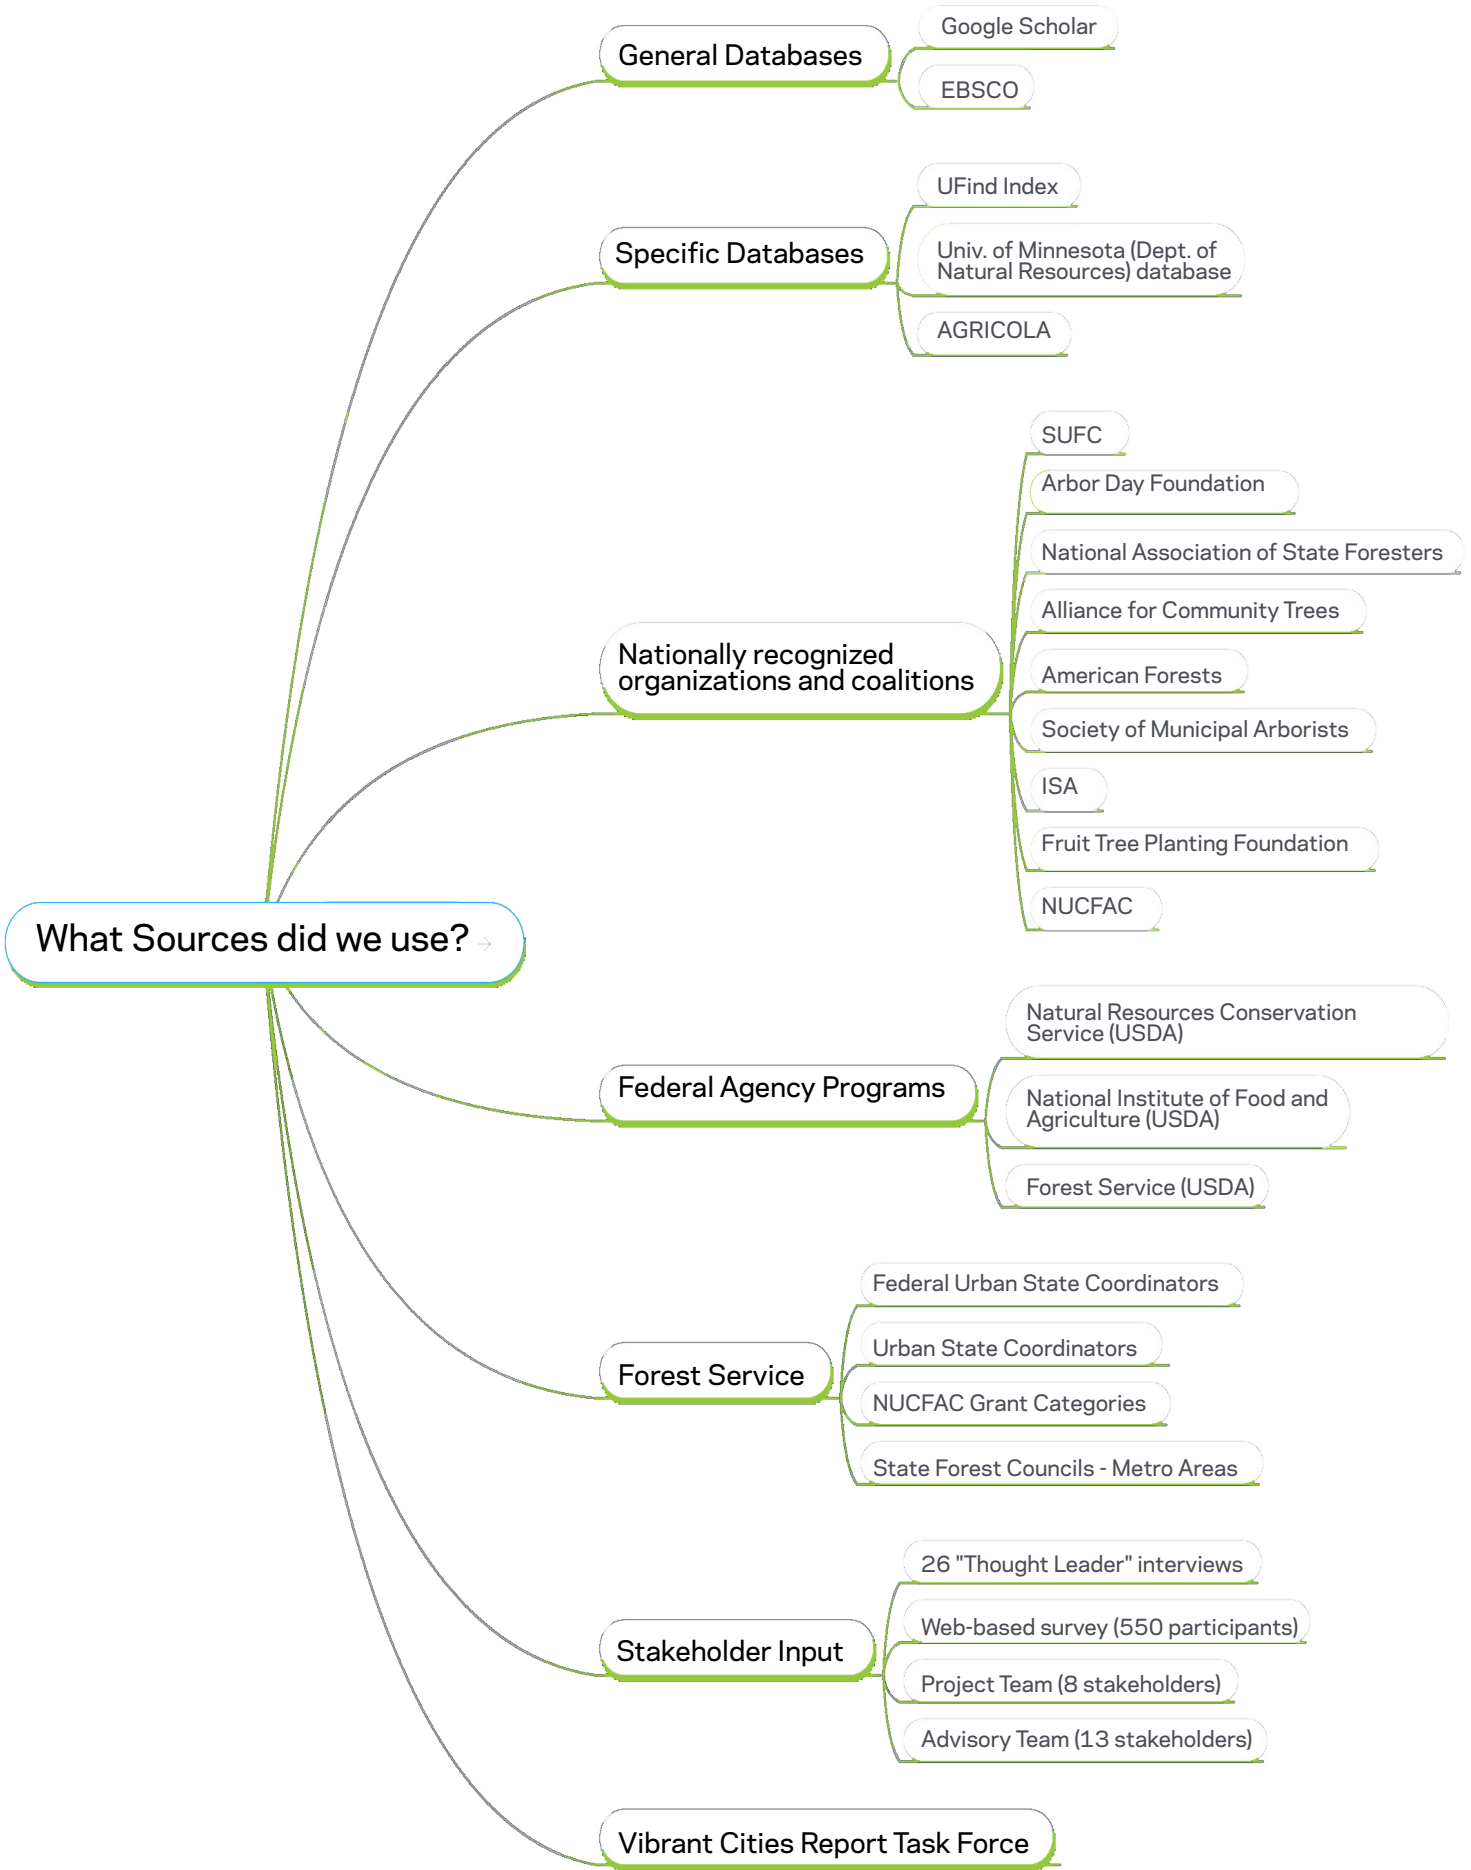 What Sources did we use?
General Databases
Google Scholar
EBSCO
Specific Databases
UFind Index
Univ. of Minnesota (Dept. of
Natural Resources) database
AGRICOLA
Nationally recognized
organizations and coalitions
SUFC
Arbor Day Foundation
National Association of State Foresters
Alliance for Community Trees
American Forests
Society of Municipal Arborists
ISA
Fruit Tree Planting Foundation
NUCFAC
Federal Agency Programs
Natural Resources Conservation
Service (USDA)
National Institute of Food and
Agriculture (USDA)
Forest Service (USDA)
Forest Service
Federal Urban State Coordinators
Urban State Coordinators
NUCFAC Grant Categories
State Forest Councils - Metro Areas
Stakeholder Input
26 "Thought Leader" interviews
Web-based survey (550 participants)
Project Team (8 stakeholders)
Advisory Team (13 stakeholders)
Vibrant Cities Report Task Force